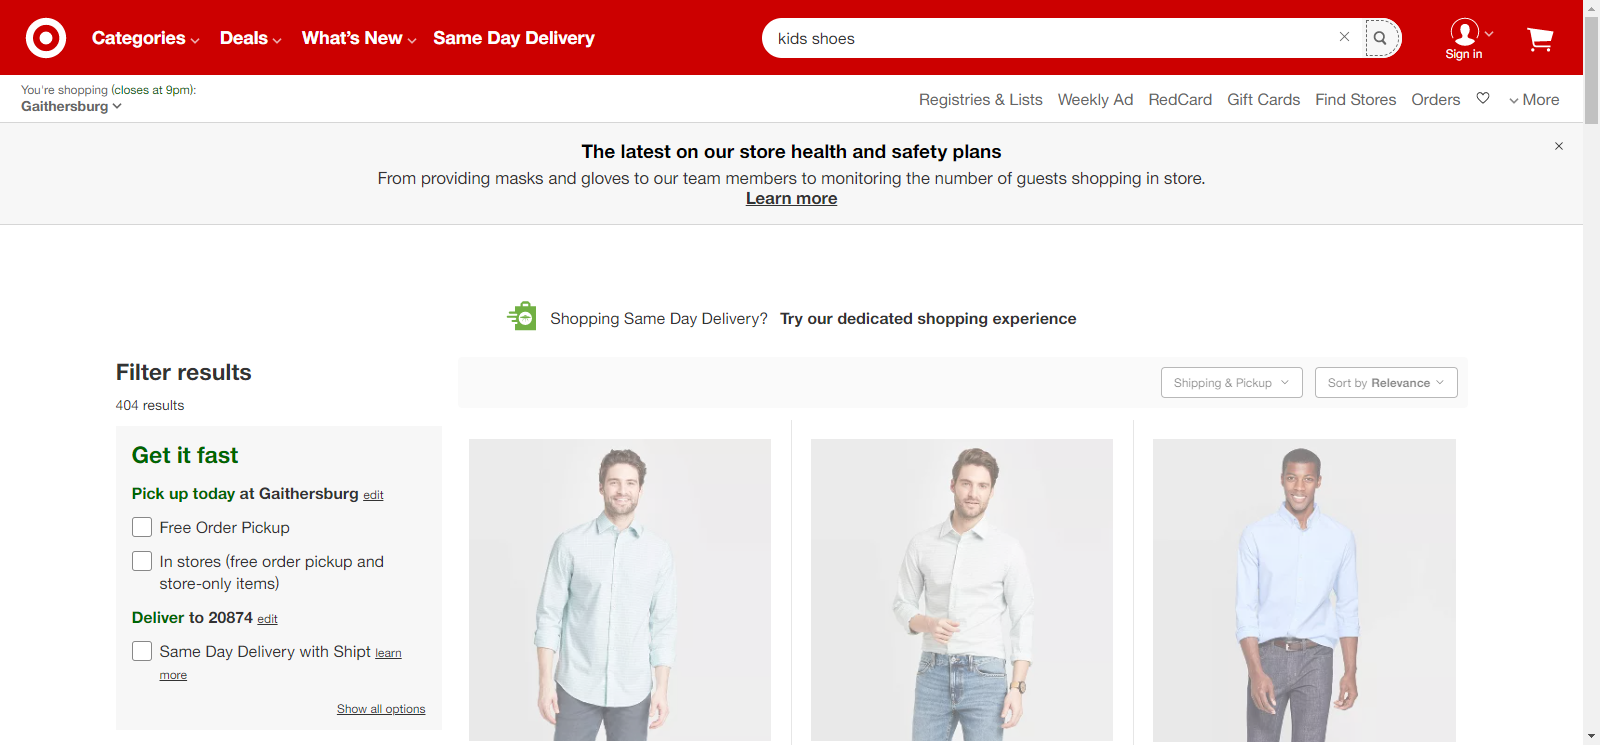 Categories
Deals
What's New
Same Day Delivery
kids shoes
Sign in
You're shopping (closes at 9pm):
Gaithersburg
Registries & Lists
Weekly Ad
RedCard
Gift Cards
Find Stores
Orders
More
The latest on our store health and safety plans
From providing masks and gloves to our team members to monitoring the number of guests shopping in store.
Learn more
Shopping Same Day Delivery? Try our dedicated shopping experience
Filter results
404 results
Shipping & Pickup
Sort by Relevance
Get it fast
Pick up today at Gaithersburg edit
Free Order Pickup
In stores (free order pickup and
store-only items)
Deliver to 20874 edit
Same Day Delivery with Shipt learn
more
Show all options